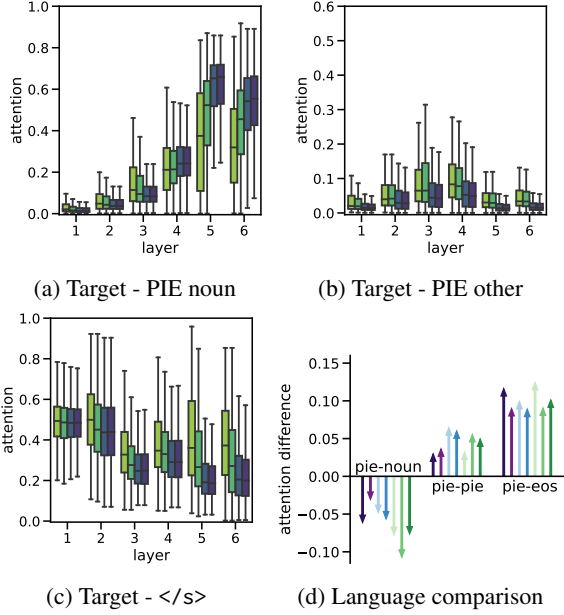 1.0
0.8
0.6
0.4
0.2
0.0
attention
1 2 3 4 5 6
layer
(a) Target - PIE noun
0.6
0.5
0.4
0.3
0.2
0.1
0.0
attention
1 2 3 4 5 6
layer
(b) Target - PIE other
1.0
0.8
0.6
0.4
0.2
0.0
attention
1 2 3 4 5 6
layer
(c) Target - </s>
0.15
0.10
0.05
0.00
−0.05
−0.10
attention difference
pie-noun
pie-pie
pie-eos
(d) Language comparison